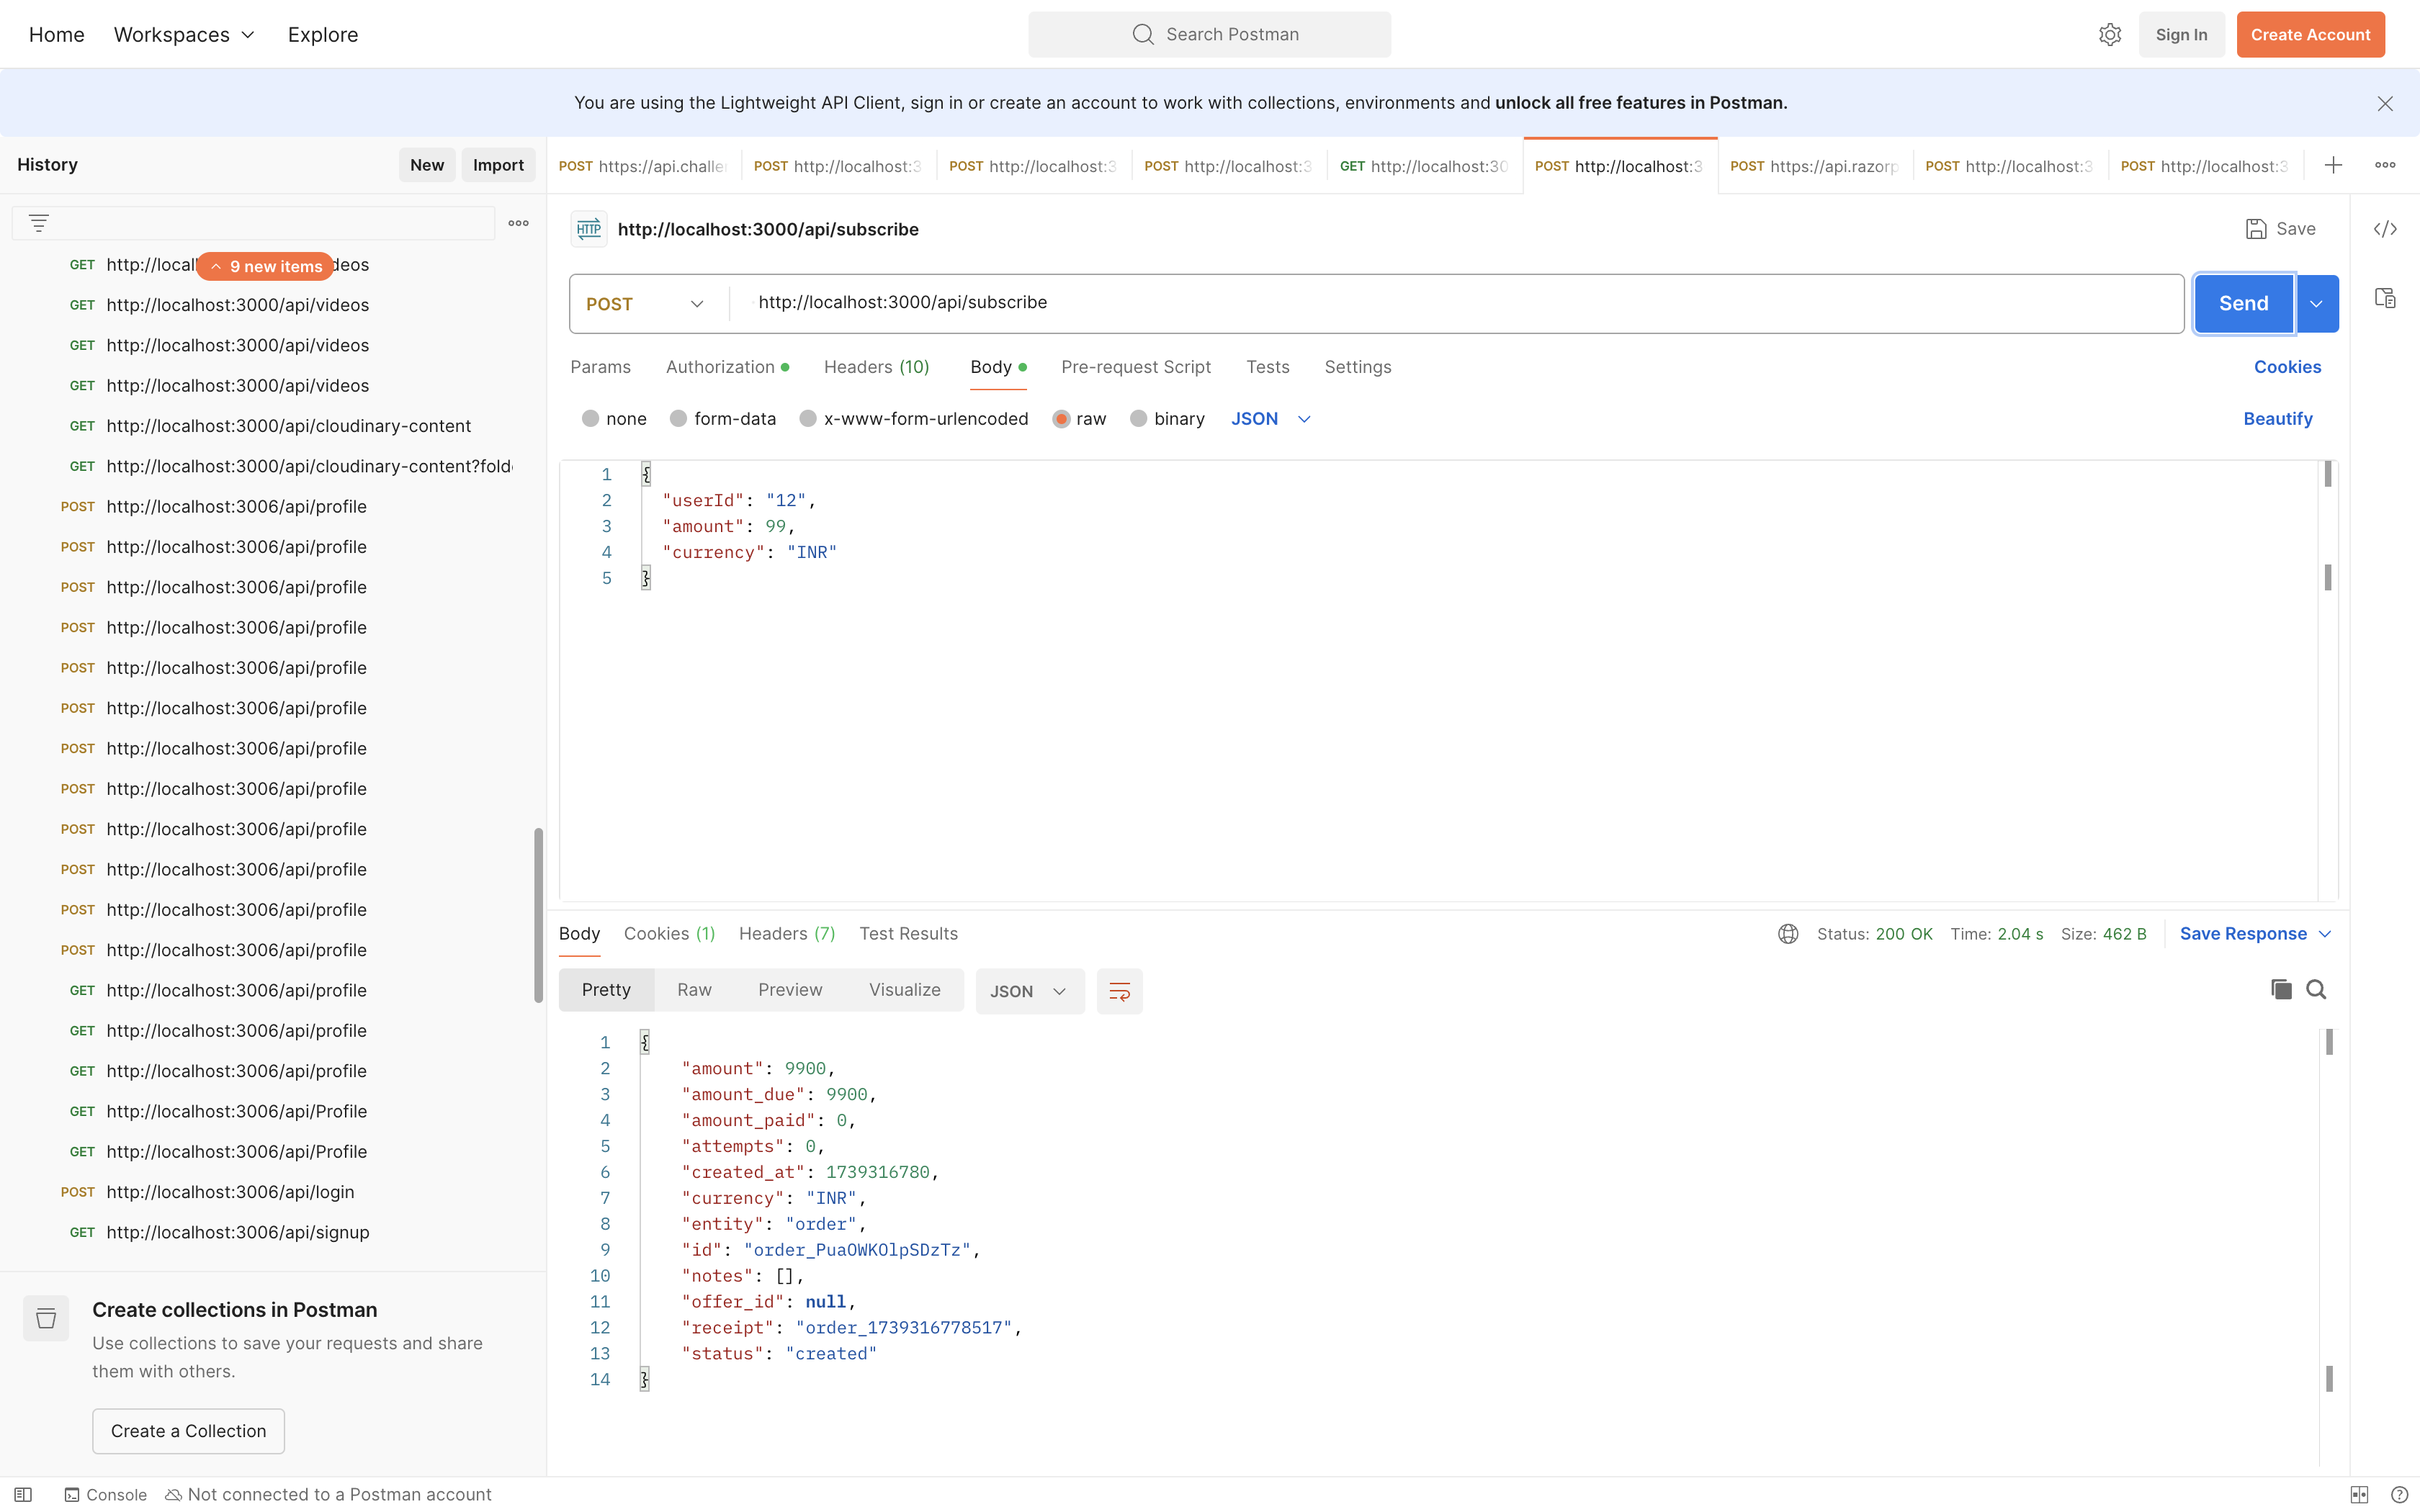 Home Workspaces Explore
Search Postman
Sign In Create Account
You are using the Lightweight API Client, sign in or create an account to work with collections, environments and unlock all free features in Postman.
History New Import
9 new items
GET http://locall deos
GET http://localhost:3000/api/videos
GET http://localhost:3000/api/videos
GET http://localhost:3000/api/videos
GET http://localhost:3000/api/cloudinary-content
GET http://localhost:3000/api/cloudinary-content?fold
POST http://localhost:3006/api/profile
POST http://localhost:3006/api/profile
POST http://localhost:3006/api/profile
POST http://localhost:3006/api/profile
POST http://localhost:3006/api/profile
POST http://localhost:3006/api/profile
POST http://localhost:3006/api/profile
POST http://localhost:3006/api/profile
POST http://localhost:3006/api/profile
POST http://localhost:3006/api/profile
POST http://localhost:3006/api/profile
POST http://localhost:3006/api/profile
GET http://localhost:3006/api/profile
GET http://localhost:3006/api/profile
GET http://localhost:3006/api/profile
GET http://localhost:3006/api/Profile
GET http://localhost:3006/api/Profile
POST http://localhost:3006/api/login
GET http://localhost:3006/api/signup
Create collections in Postman
Use collections to save your requests and share
them with others.
Create a Collection
POST https://api.challe POST http://localhost:3 POST http://localhost:3 POST http://localhost:3 GET http://localhost:30 POST http://localhost:3 POST https://api.razorp POST http://localhost:3 POST http://localhost:3
HTTP http://localhost:3000/api/subscribe Save
POST http://localhost:3000/api/subscribe Send
Params Authorization Headers (10) Body Pre-request Script Tests Settings Cookies
none form-data x-www-form-urlencoded raw binary JSON Beautify
1 {
2 "userId": "12",
3 "amount": 99,
4 "currency": "INR"
5 }
Body Cookies (1) Headers (7) Test Results Status: 200 OK Time: 2.04 s Size: 462 B Save Response
Pretty Raw Preview Visualize JSON
1 {
2 "amount": 9900,
3 "amount_due": 9900,
4 "amount_paid": 0,
5 "attempts": 0,
6 "created_at": 1739316780,
7 "currency": "INR",
8 "entity": "order",
9 "id": "order_PuaOWKOlpSDzTz",
10 "notes": [],
11 "offer_id": null,
12 "receipt": "order_1739316778517",
13 "status": "created"
14 }
Console Not connected to a Postman account